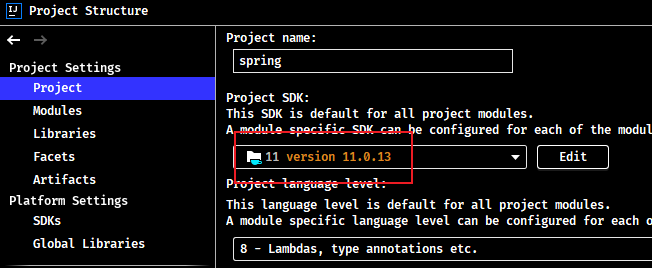 IJ Project Structure
Project Settings
Project
Modules
Libraries
Facets
Artifacts
Platform Settings
SDKs
Global Libraries
Project name:
spring
Project SDK:
This SDK is default for all project modules.
A module specific SDK can be configured for each of the modul
11 version 11.0.13
Edit
Project language level:
This language level is default for all project modules.
A module specific language level can be configured for each o
8 - Lambdas, type annotations etc.